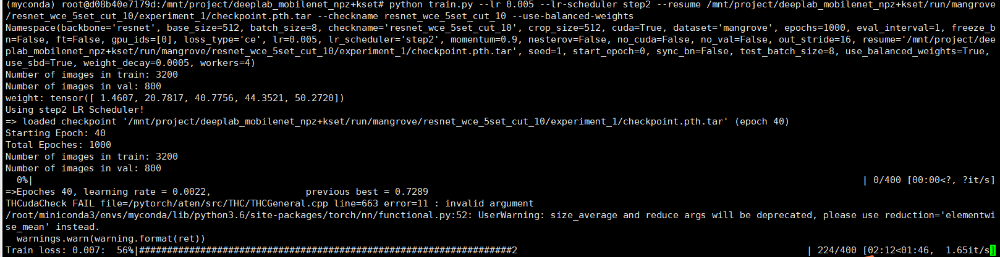 (myconda) root@d08b40e7179d:/mnt/project/deeplab_mobilenet_npz+kset# python train.py --lr 0.005 --lr-scheduler step2 --resume /mnt/project/deeplab_mobilenet_npz+kset/run/mangrove
/resnet_wce_5set_cut_10/experiment_1/checkpoint.pth.tar --checkname resnet_wce_5set_cut_10 --use-balanced-weights
Namespace(backbone='resnet', base_size=512, batch_size=8, checkname='resnet_wce_5set_cut_10', crop_size=512, cuda=True, dataset='mangrove', epochs=1000, eval_interval=1, freeze_b
n=False, ft=False, gpu_ids=[0], loss_type='ce', lr=0.005, lr_scheduler='step2', momentum=0.9, nesterov=False, no_cuda=False, no_val=False, out_stride=16, resume='/mnt/project/dee
plab_mobilenet_npz+kset/run/mangrove/resnet_wce_5set_cut_10/experiment_1/checkpoint.pth.tar', seed=1, start_epoch=0, sync_bn=False, test_batch_size=8, use_balanced_weights=True,
use_sbd=True, weight_decay=0.0005, workers=4)
Number of images in train: 3200
Number of images in val: 800
weight: tensor([ 1.4607, 20.7817, 40.7756, 44.3521, 50.2720])
Using step2 LR Scheduler!
=> loaded checkpoint '/mnt/project/deeplab_mobilenet_npz+kset/run/mangrove/resnet_wce_5set_cut_10/experiment_1/checkpoint.pth.tar' (epoch 40)
Starting Epoch: 40
Total Epoches: 1000
Number of images in train: 3200
Number of images in val: 800
0%| | 0/400 [00:00<?, ?it/s]
=>Epoches 40, learning rate = 0.0022, previous best = 0.7289
THCudaCheck FAIL file=/pytorch/aten/src/THC/THCGeneral.cpp line=663 error=11 : invalid argument
/root/miniconda3/envs/myconda/lib/python3.6/site-packages/torch/nn/functional.py:52: UserWarning: size_average and reduce args will be deprecated, please use reduction='elementwi
se_mean' instead.
warnings.warn(warning.format(ret))
Train loss: 0.007: 56%|###################################################################2 | 224/400 [02:12<01:46, 1.65it/s]